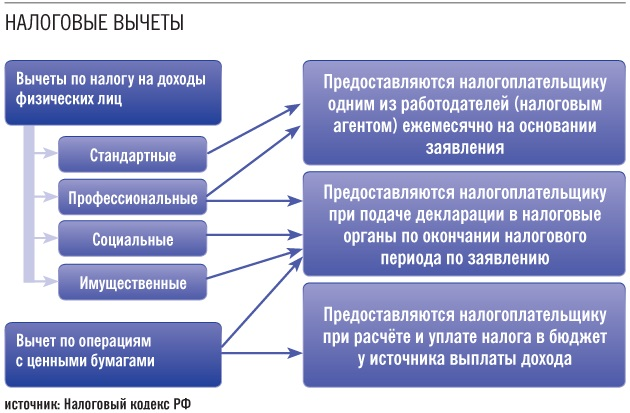 НАЛОГОВЫЕ ВЫЧЕТЫ
Вычеты по налогу на доходы
физических лиц
Стандартные
Профессиональные
Социальные
Имущественные
Вычет по операциям
с ценными бумагами
Предоставляются налогоплательщику
одним из работодателей (налоговым
агентом) ежемесячно на основании
заявления
Предоставляются налогоплательщику
при подаче декларации в налоговые
органы по окончании налогового
периода по заявлению
Предоставляются налогоплательщику
при расчёте и уплате налога в бюджет
у источника выплаты дохода
источник: Налоговый кодекс РФ